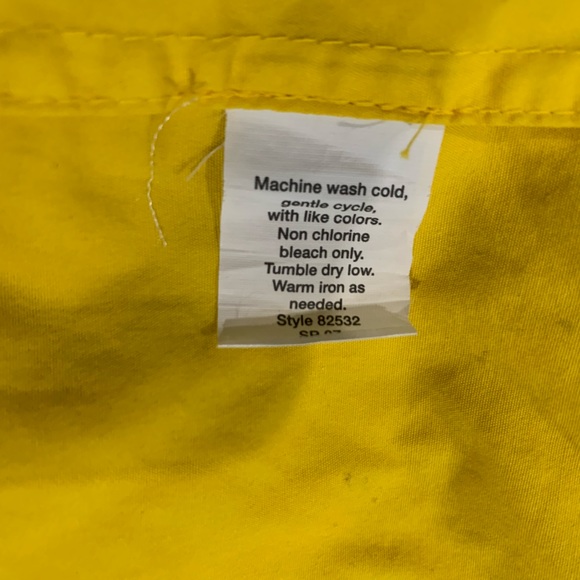 Machine wash cold,
gentle cycle,
with like colors.
Non chlorine
bleach only.
Tumble dry low.
Warm iron as
needed.
Style 82532